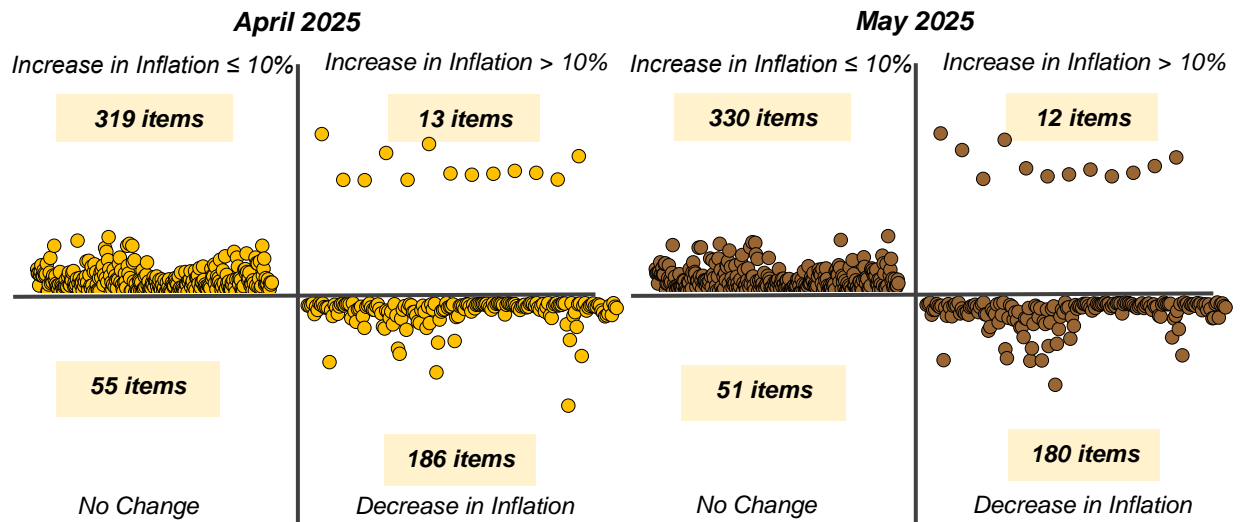 April 2025
Increase in Inflation ≤ 10%
Increase in Inflation > 10%
319 items
13 items
55 items
186 items
No Change
Decrease in Inflation
May 2025
Increase in Inflation ≤ 10%
Increase in Inflation > 10%
330 items
12 items
51 items
180 items
No Change
Decrease in Inflation